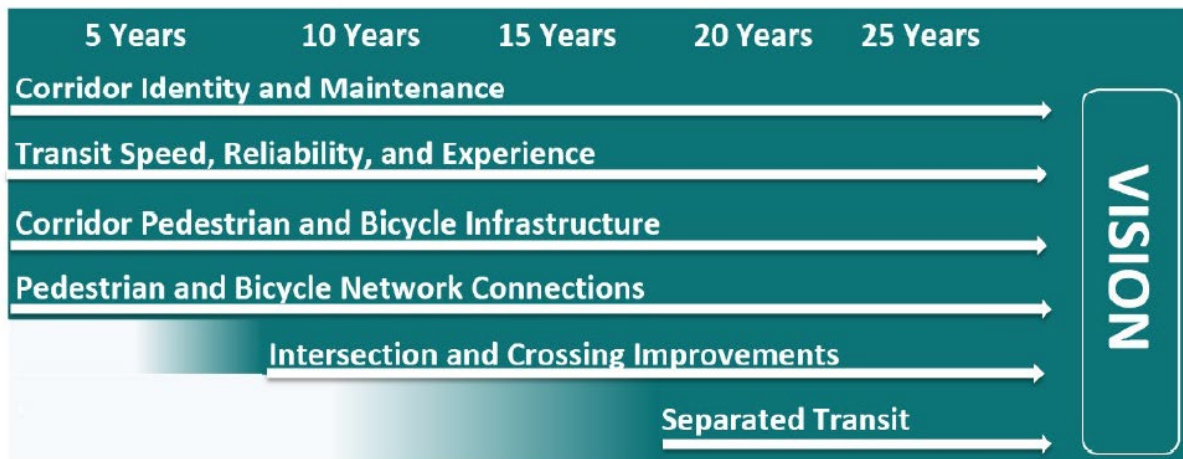 5 Years 10 Years 15 Years 20 Years 25 Years
Corridor Identity and Maintenance
Transit Speed, Reliability, and Experience
Corridor Pedestrian and Bicycle Infrastructure
Pedestrian and Bicycle Network Connections
Intersection and Crossing Improvements
Separated Transit
VISION